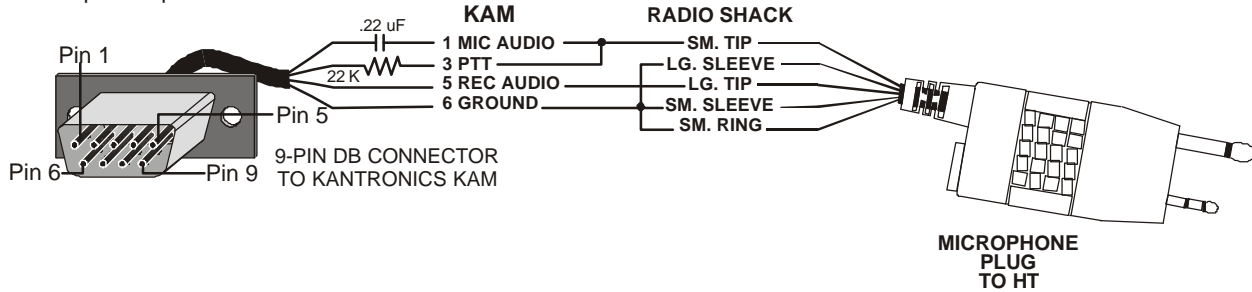 KAM
RADIO SHACK
.22 uF
1 MIC AUDIO
SM. TIP
Pin 1
3 PTT
LG. SLEEVE
22 K
5 REC AUDIO
LG. TIP
6 GROUND
SM. SLEEVE
Pin 5
SM. RING
Pin 6
Pin 9
9-PIN DB CONNECTOR
TO KANTRONICS KAM
MICROPHONE
PLUG
TO HT